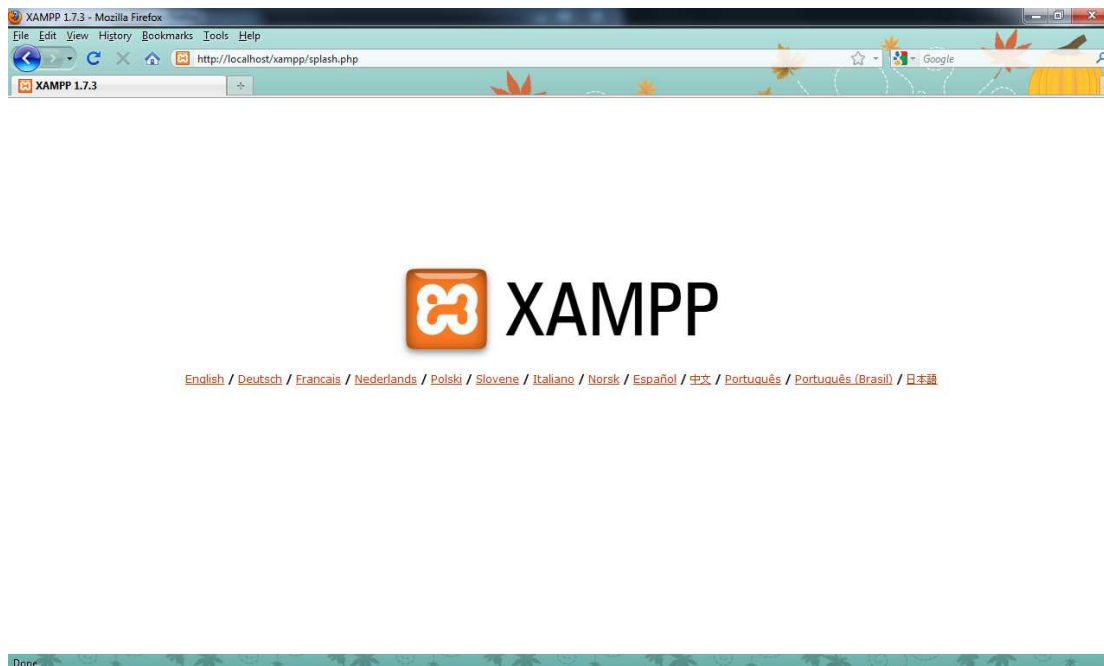 XAMPP 1.7.3 - Mozilla Firefox
File Edit View History Bookmarks Tools Help
http://localhost/xampp/splash.php
Google
XAMPP 1.7.3
XAMPP
English / Deutsch / Francais / Nederlands / Polski / Slovene / Italiano / Norsk / Español / 中文 / Português / Português (Brasil) / 日本語
Done